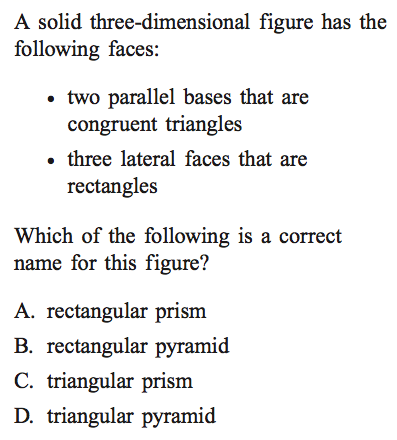 A solid three-dimensional figure has the
following faces:
• two parallel bases that are
congruent triangles
• three lateral faces that are
rectangles
Which of the following is a correct
name for this figure?
A. rectangular prism
B. rectangular pyramid
C. triangular prism
D. triangular pyramid